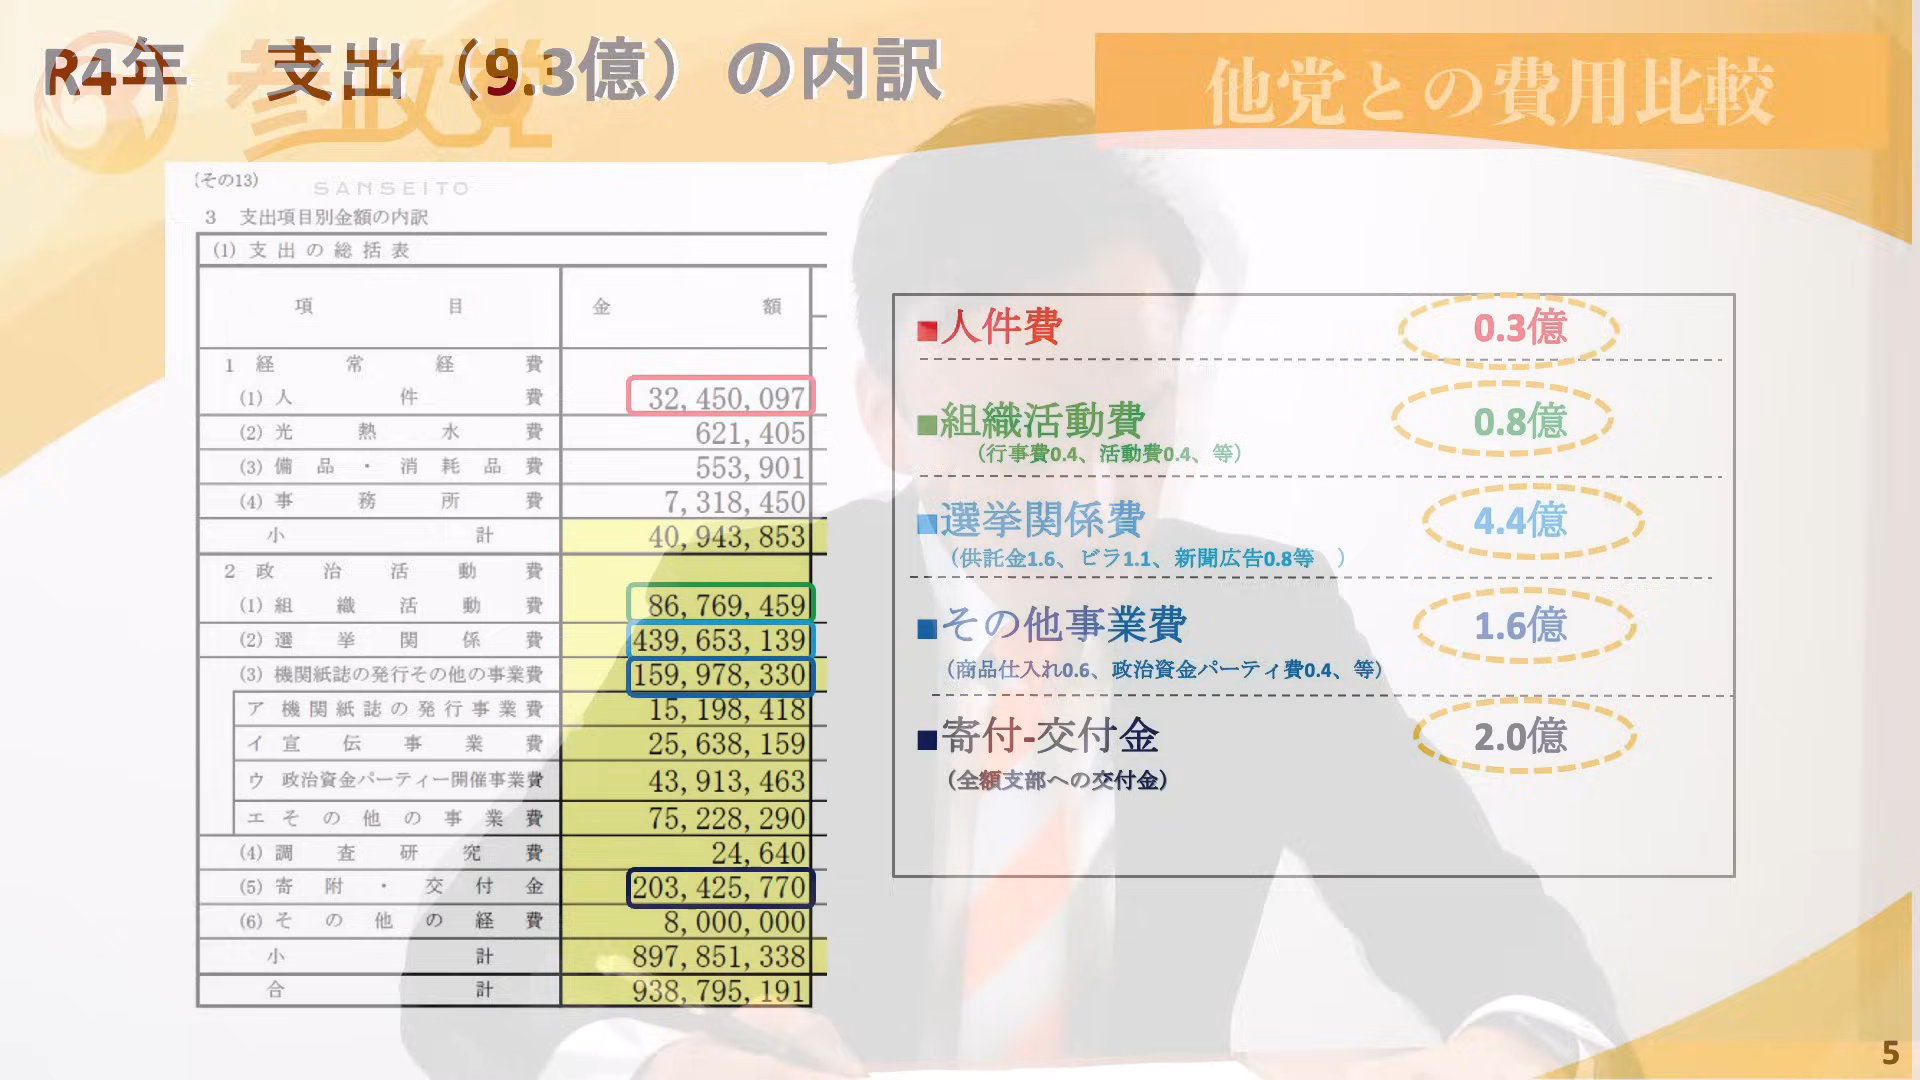 R4年 支出（9.3億）の内訳
参政党
SANSEITO
他党との費用比較
（その13）
3 支出項目別金額の内訳
(1) 支出の総括表
項目 金額
1 経常経費
(1) 人件費 32,450,097
(2) 光熱水費 621,405
(3) 備品・消耗品費 553,901
(4) 事務所費 7,318,450
小計 40,943,853
2 政治活動費
(1) 組織活動費 86,769,459
(2) 選挙関係費 439,653,139
(3) 機関紙誌の発行その他の事業費 159,978,330
ア 機関紙誌の発行事業費 15,198,418
イ 宣伝事業費 25,638,159
ウ 政治資金パーティー開催事業費 43,913,463
エ その他の事業費 75,228,290
(4) 調査研究費 24,640
(5) 寄附・交付金 203,425,770
(6) その他の経費 8,000,000
小計 897,851,338
合計 938,795,191
■人件費 0.3億
■組織活動費 0.8億
（行事費0.4、活動費0.4、等）
■選挙関係費 4.4億
（供託金1.6、ビラ1.1、新聞広告0.8等 ）
■その他事業費 1.6億
（商品仕入れ0.6、政治資金パーティ費0.4、等）
■寄付-交付金 2.0億
（全額支部への交付金）
5